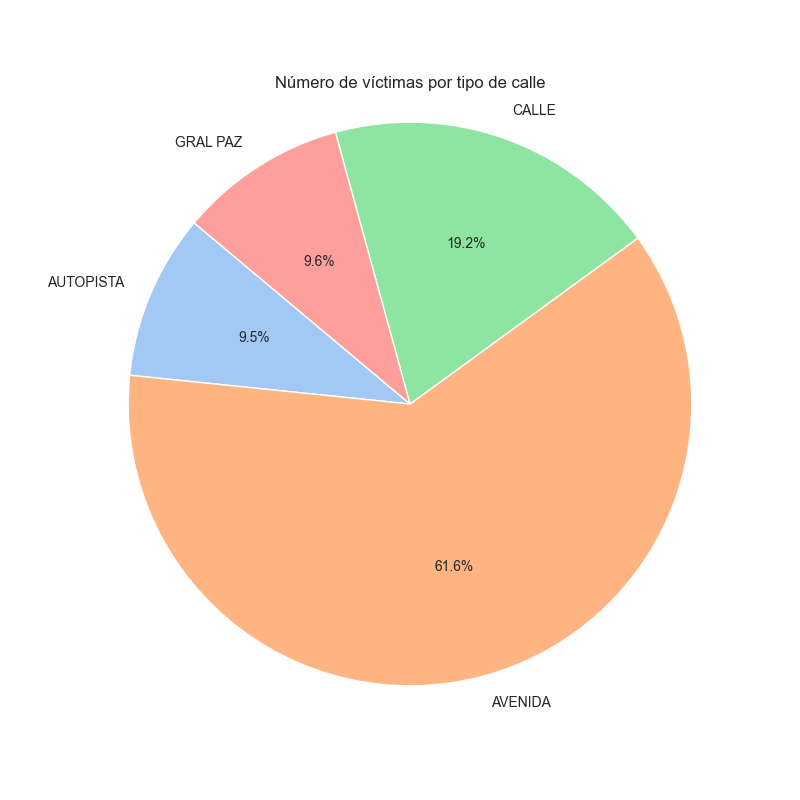 Número de víctimas por tipo de calle
CALLE
GRAL PAZ
19.2%
9.6%
AUTOPISTA
9.5%
61.6%
AVENIDA